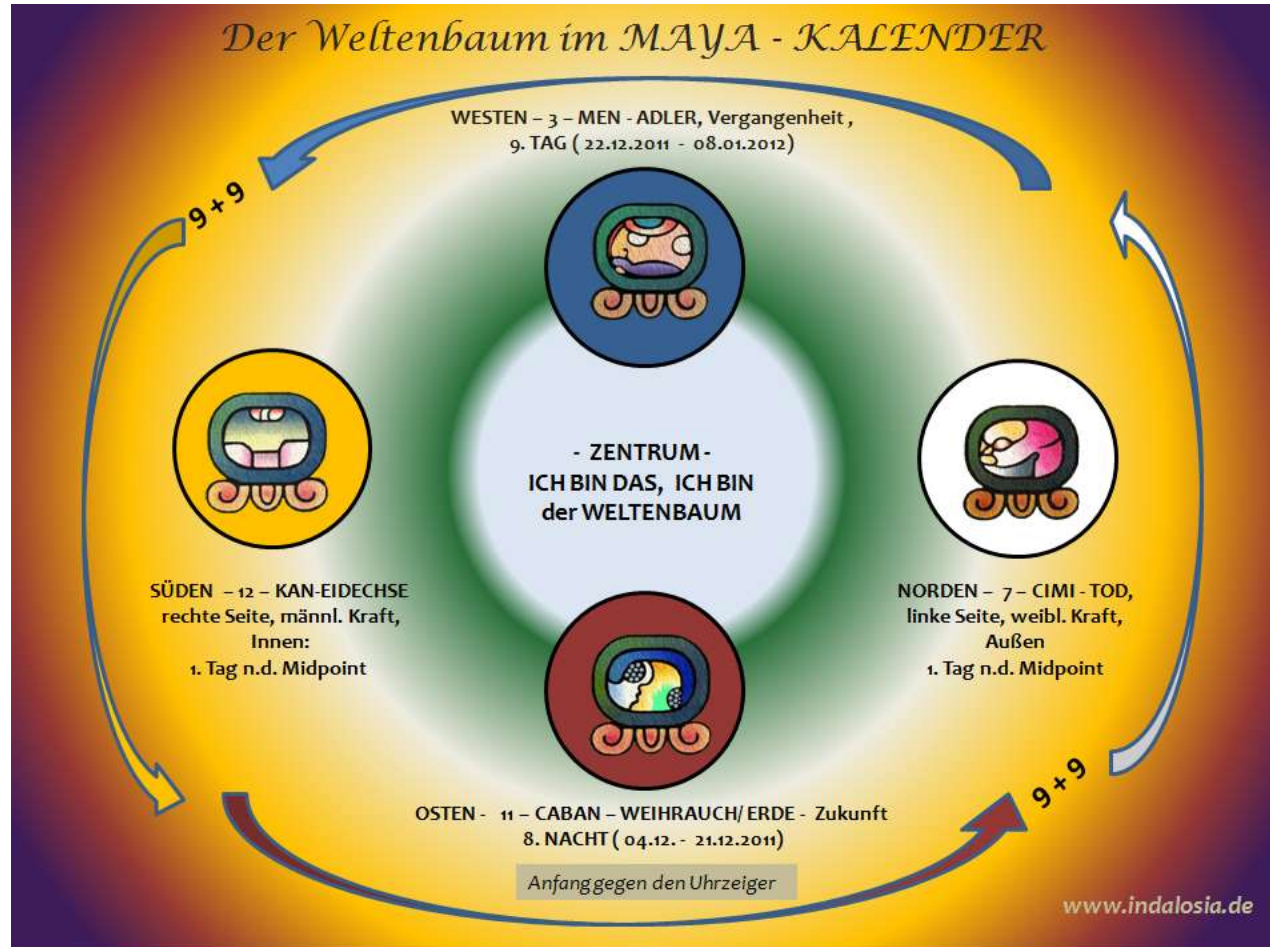 Der Weltenbaum im MAYA - KALENDER
WESTEN – 3 – MEN - ADLER, Vergangenheit ,
9. TAG ( 22.12.2011 - 08.01.2012)
9 + 9
- ZENTRUM -
ICH BIN DAS, ICH BIN
der WELTENBAUM
SÜDEN – 12 – KAN-EIDECHSE
rechte Seite, männl. Kraft,
Innen:
1. Tag n.d. Midpoint
NORDEN – 7 – CIMI - TOD,
linke Seite, weibl. Kraft,
Außen
1. Tag n.d. Midpoint
9 + 9
OSTEN - 11 – CABAN – WEIHRAUCH/ ERDE - Zukunft
8. NACHT ( 04.12. - 21.12.2011)
Anfang gegen den Uhrzeiger
www.indalosia.de